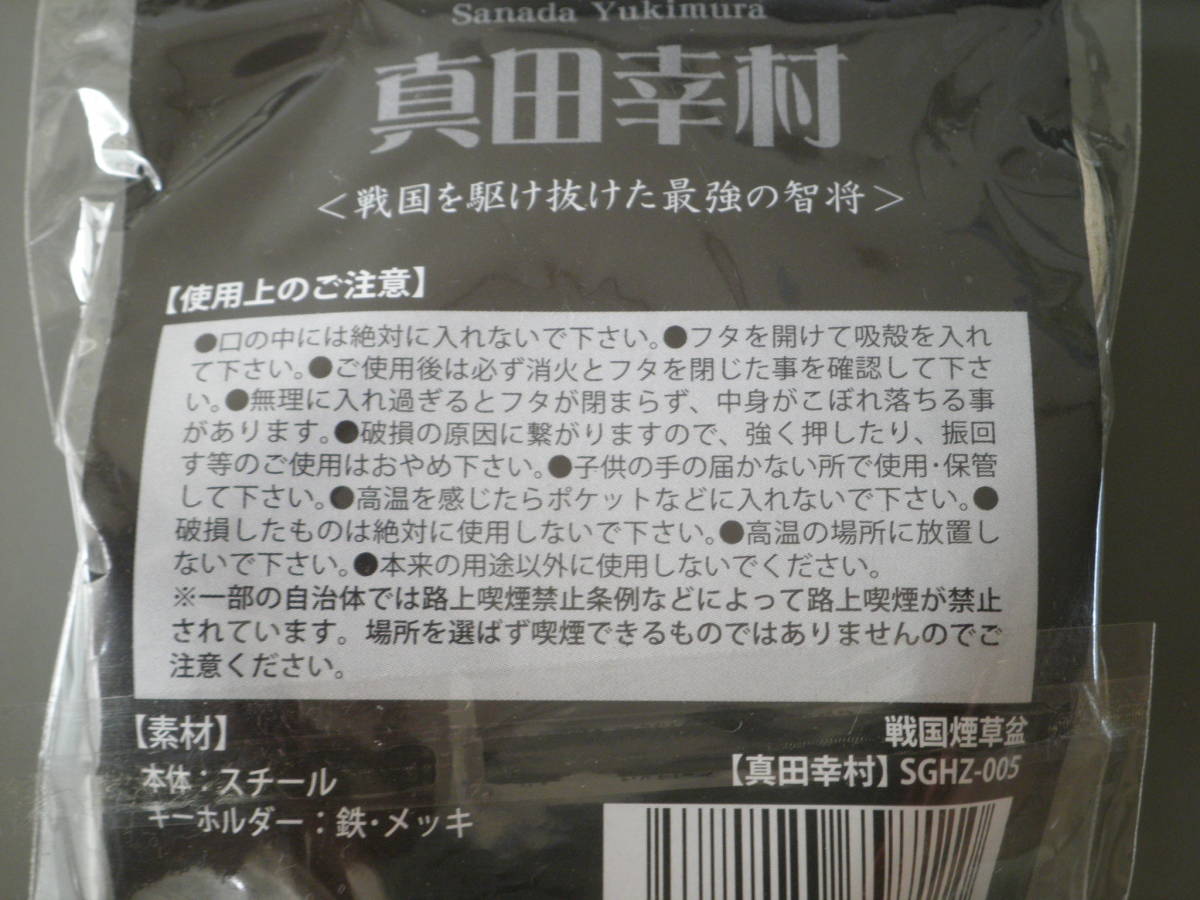 Sanada Yukimura
真田幸村
＜戦国を駆け抜けた最強の智将＞
【使用上のご注意】
●口の中には絶対に入れないで下さい。●フタを開けて吸殻を入れ
て下さい。●ご使用後は必ず消火とフタを閉じた事を確認して下さ
い。●無理に入れ過ぎるとフタが閉まらず、中身がこぼれ落ちる事
があります。●破損の原因に繋がりますので、強く押したり、振回
す等のご使用はおやめ下さい。●子供の手の届かない所で使用・保管
して下さい。●高温を感じたらポケットなどに入れないで下さい。●
破損したものは絶対に使用しないで下さい。●高温の場所に放置し
ないで下さい。●本来の用途以外に使用しないでください。
※一部の自治体では路上喫煙禁止条例などによって路上喫煙が禁止
されています。場所を選ばず喫煙できるものではありませんのでご
注意ください。
【素材】
本体：スチール
キーホルダー：鉄・メッキ
戦国煙草盆
【真田幸村】SGHZ-005